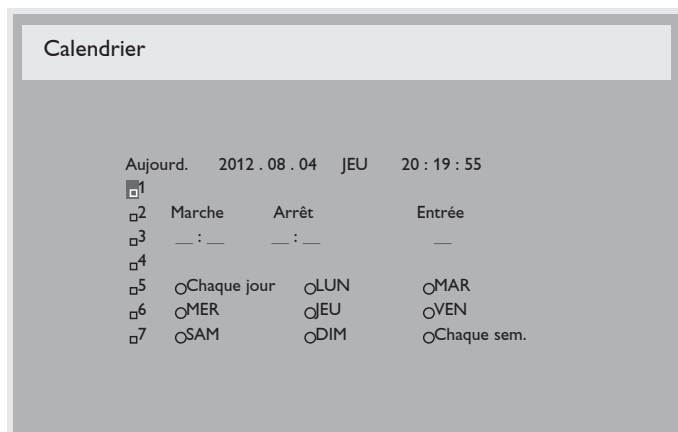 Calendrier
Aujourd. 2012 . 08 . 04 JEU 20 : 19 : 55
1
2 Marche Arrêt Entrée
3 __ : __ __ : __ __
4
5 Chaque jour LUN MAR
6 MER JEU VEN
7 SAM DIM Chaque sem.